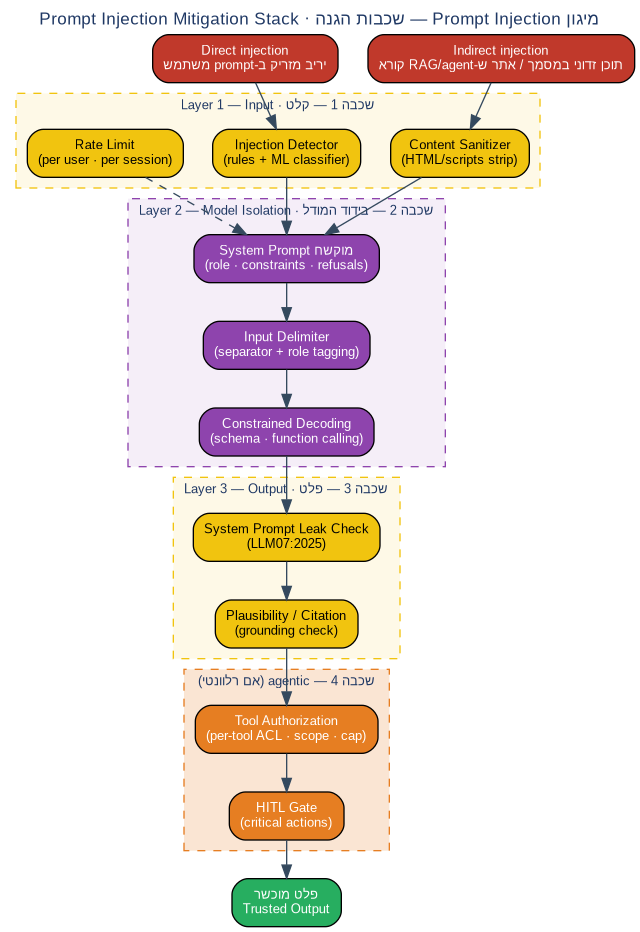 Prompt Injection Mitigation Stack · שכבות הגנה — Prompt Injection מיגון
Direct injection
יריב מזריק ב-prompt משתמש
Indirect injection
תוכן זדוני במסמך / אתר ש-RAG/agent קורא
Layer 1 — Input · שכבה 1 — קלט
Rate Limit
(per user · per session)
Injection Detector
(rules + ML classifier)
Content Sanitizer
(HTML/scripts strip)
Layer 2 — Model Isolation · שכבה 2 — בידוד המודל
System Prompt מוקשח
(role · constraints · refusals)
Input Delimiter
(separator + role tagging)
Constrained Decoding
(schema · function calling)
Layer 3 — Output · שכבה 3 — פלט
System Prompt Leak Check
(LLM07:2025)
Plausibility / Citation
(grounding check)
שכבה 4 — agentic (אם רלוונטי)
Tool Authorization
(per-tool ACL · scope · cap)
HITL Gate
(critical actions)
פלט מוכשר
Trusted Output